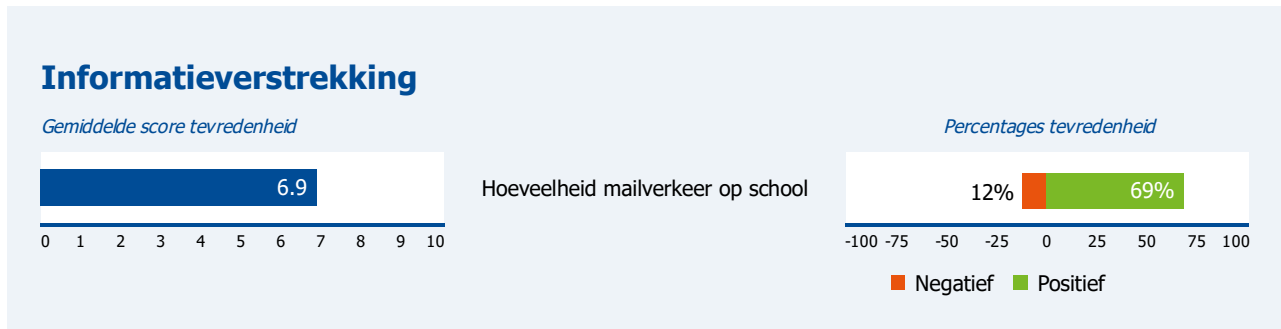 Informatieverstrekking
Gemiddelde score tevredenheid
Percentages tevredenheid
6.9
Hoeveelheid mailverkeer op school
12%
69%
0 1 2 3 4 5 6 7 8 9 10
-100 -75 -50 -25 0 25 50 75 100
Negatief Positief